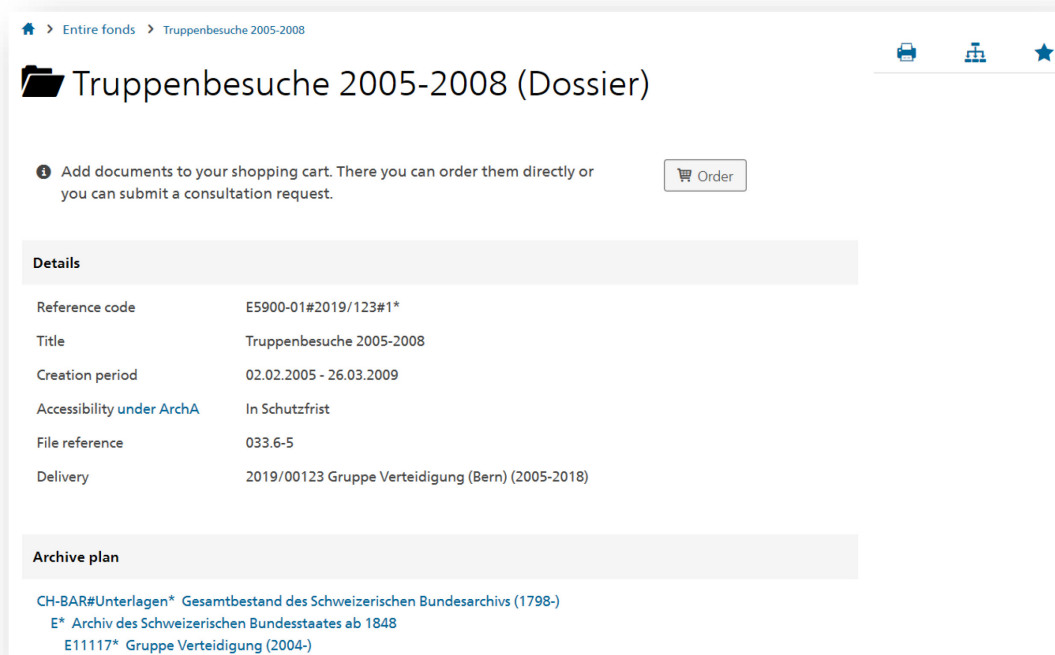 Entire fonds > Truppenbesuche 2005-2008
Truppenbesuche 2005-2008 (Dossier)
Add documents to your shopping cart. There you can order them directly or
you can submit a consultation request.
Order
Details
Reference code E5900-01#2019/123#1*
Title Truppenbesuche 2005-2008
Creation period 02.02.2005 - 26.03.2009
Accessibility under ArchA In Schutzfrist
File reference 033.6-5
Delivery 2019/00123 Gruppe Verteidigung (Bern) (2005-2018)
Archive plan
CH-BAR#Unterlagen* Gesamtbestand des Schweizerischen Bundesarchivs (1798-)
E* Archiv des Schweizerischen Bundesstaates ab 1848
E11117* Gruppe Verteidigung (2004-)